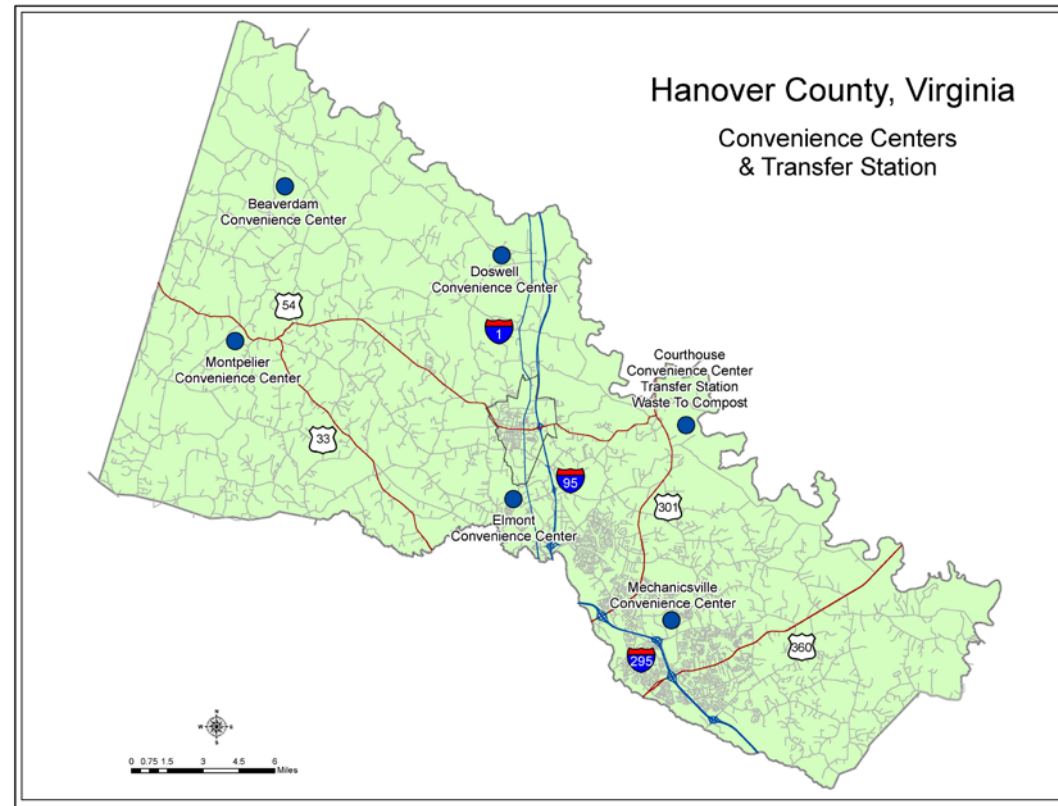 Hanover County, Virginia
Convenience Centers
& Transfer Station
Beaverdam
Convenience Center
Doswell
Convenience Center
54
1
Montpelier
Convenience Center
Courthouse
Convenience Center
Transfer Station
Waste To Compost
33
95
Elmont
Convenience Center
301
Mechanicsville
Convenience Center
295
360
N
W E
S
0 0.75 1.5 3 4.5 6
Miles